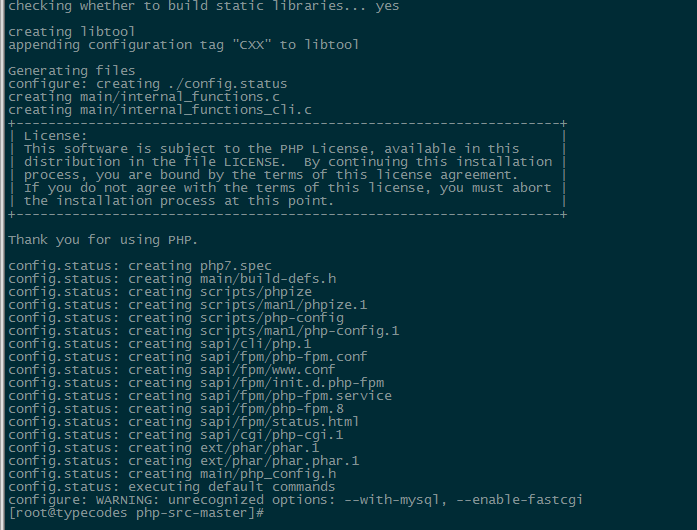 checking whether to build static libraries... yes

creating libtool
appending configuration tag "CXX" to libtool

Generating files
configure: creating ./config.status
creating main/internal_functions.c
creating main/internal_functions_cli.c
+--------------------------------------------------------------------+
| License:                                                           |
| This software is subject to the PHP License, available in this     |
| distribution in the file LICENSE.  By continuing this installation |
| process, you are bound by the terms of this license agreement.     |
| If you do not agree with the terms of this license, you must abort |
| the installation process at this point.                            |
+--------------------------------------------------------------------+

Thank you for using PHP.

config.status: creating php7.spec
config.status: creating main/build-defs.h
config.status: creating scripts/phpize
config.status: creating scripts/man1/phpize.1
config.status: creating scripts/php-config
config.status: creating scripts/man1/php-config.1
config.status: creating sapi/cli/php.1
config.status: creating sapi/fpm/php-fpm.conf
config.status: creating sapi/fpm/www.conf
config.status: creating sapi/fpm/init.d.php-fpm
config.status: creating sapi/fpm/php-fpm.service
config.status: creating sapi/fpm/php-fpm.8
config.status: creating sapi/fpm/status.html
config.status: creating sapi/cgi/php-cgi.1
config.status: creating ext/phar/phar.1
config.status: creating ext/phar/phar.phar.1
config.status: creating main/php_config.h
config.status: executing default commands
configure: WARNING: unrecognized options: --with-mysql, --enable-fastcgi
[root@typecodes php-src-master]#